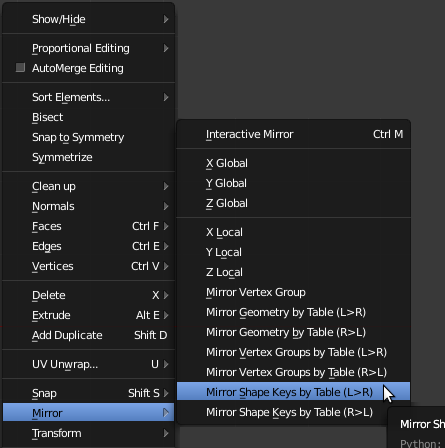 Show/Hide
Proportional Editing
AutoMerge Editing
Sort Elements...
Bisect
Snap to Symmetry
Symmetrize
Clean up
Normals
Faces Ctrl F
Edges Ctrl E
Vertices Ctrl V
Delete X
Extrude Alt E
Add Duplicate Shift D
UV Unwrap... U
Snap Shift S
Mirror
Transform
Interactive Mirror Ctrl M
X Global
Y Global
Z Global
X Local
Y Local
Z Local
Mirror Vertex Group
Mirror Geometry by Table (L>R)
Mirror Geometry by Table (R>L)
Mirror Vertex Groups by Table (L>R)
Mirror Vertex Groups by Table (R>L)
Mirror Shape Keys by Table (L>R)
Mirror Shape Keys by Table (R>L)
Mirror Sh
Python: